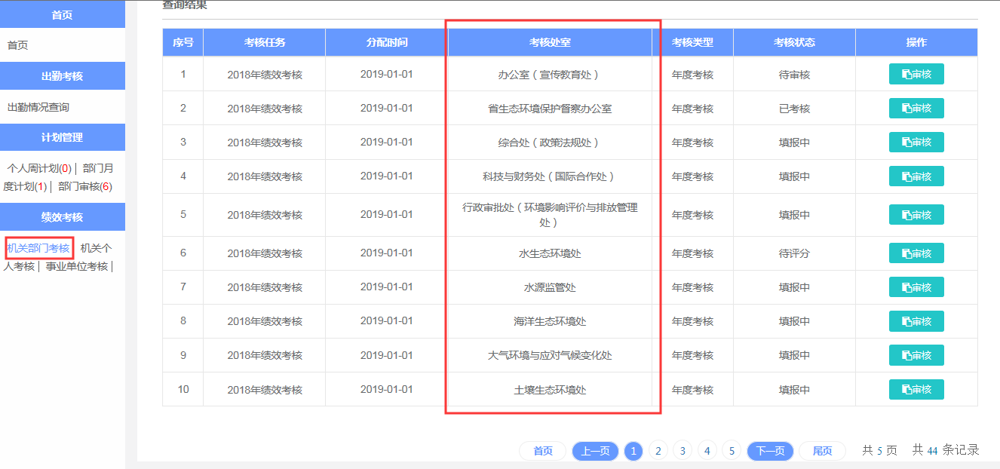 首页
首页
出勤考核
出勤情况查询
计划管理
个人周计划(0)│ 部门月
度计划(1)│ 部门审核(6)
绩效考核
机关部门考核 机关个
人考核│ 事业单位考核│
查询结果
序号 考核任务 分配时间 考核处室 考核类型 考核状态 操作
1 2018年绩效考核 2019-01-01 办公室（宣传教育处） 年度考核 待审核 审核
2 2018年绩效考核 2019-01-01 省生态环境保护督察办公室 年度考核 已考核 审核
3 2018年绩效考核 2019-01-01 综合处（政策法规处） 年度考核 填报中 审核
4 2018年绩效考核 2019-01-01 科技与财务处（国际合作处） 年度考核 填报中 审核
5 2018年绩效考核 2019-01-01 行政审批处（环境影响评价与排放管理
处） 年度考核 填报中 审核
6 2018年绩效考核 2019-01-01 水生态环境处 年度考核 待评分 审核
7 2018年绩效考核 2019-01-01 水源监管处 年度考核 填报中 审核
8 2018年绩效考核 2019-01-01 海洋生态环境处 年度考核 填报中 审核
9 2018年绩效考核 2019-01-01 大气环境与应对气候变化处 年度考核 填报中 审核
10 2018年绩效考核 2019-01-01 土壤生态环境处 年度考核 填报中 审核
首页 上一页 1 2 3 4 5 下一页 尾页 共 5 页 共 44 条记录